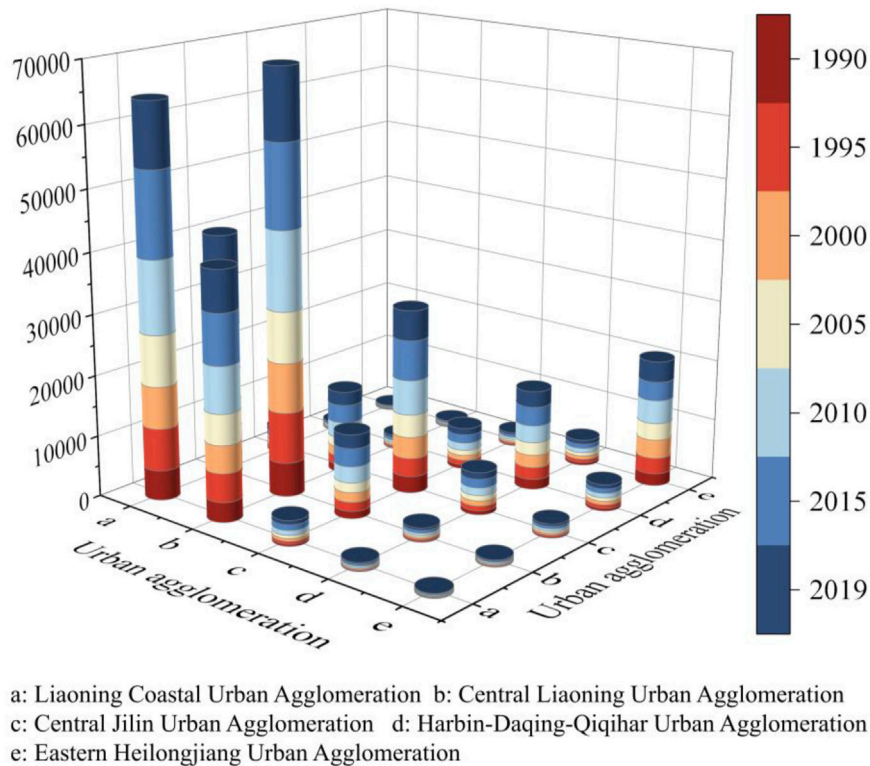 70000
60000
50000
40000
30000
20000
10000
0
a
b
c
d
e
Urban agglomeration
a
b
c
d
e
Urban agglomeration
1990
1995
2000
2005
2010
2015
2019
a: Liaoning Coastal Urban Agglomeration b: Central Liaoning Urban Agglomeration
c: Central Jilin Urban Agglomeration d: Harbin-Daqing-Qiqihar Urban Agglomeration
e: Eastern Heilongjiang Urban Agglomeration